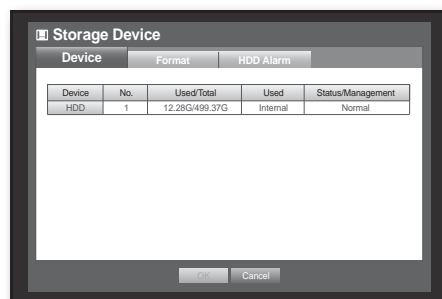 Storage Device
Device Format HDD Alarm
Device No. Used/Total Used Status/Management
HDD 1 12.28G/499.37G Internal Normal
OK Cancel